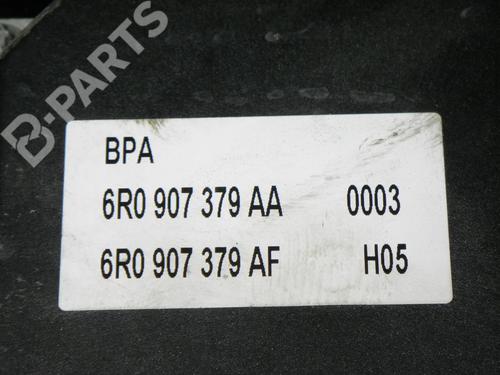 B-PARTS
BPA
6R0 907 379 AA 0003
6R0 907 379 AF H05